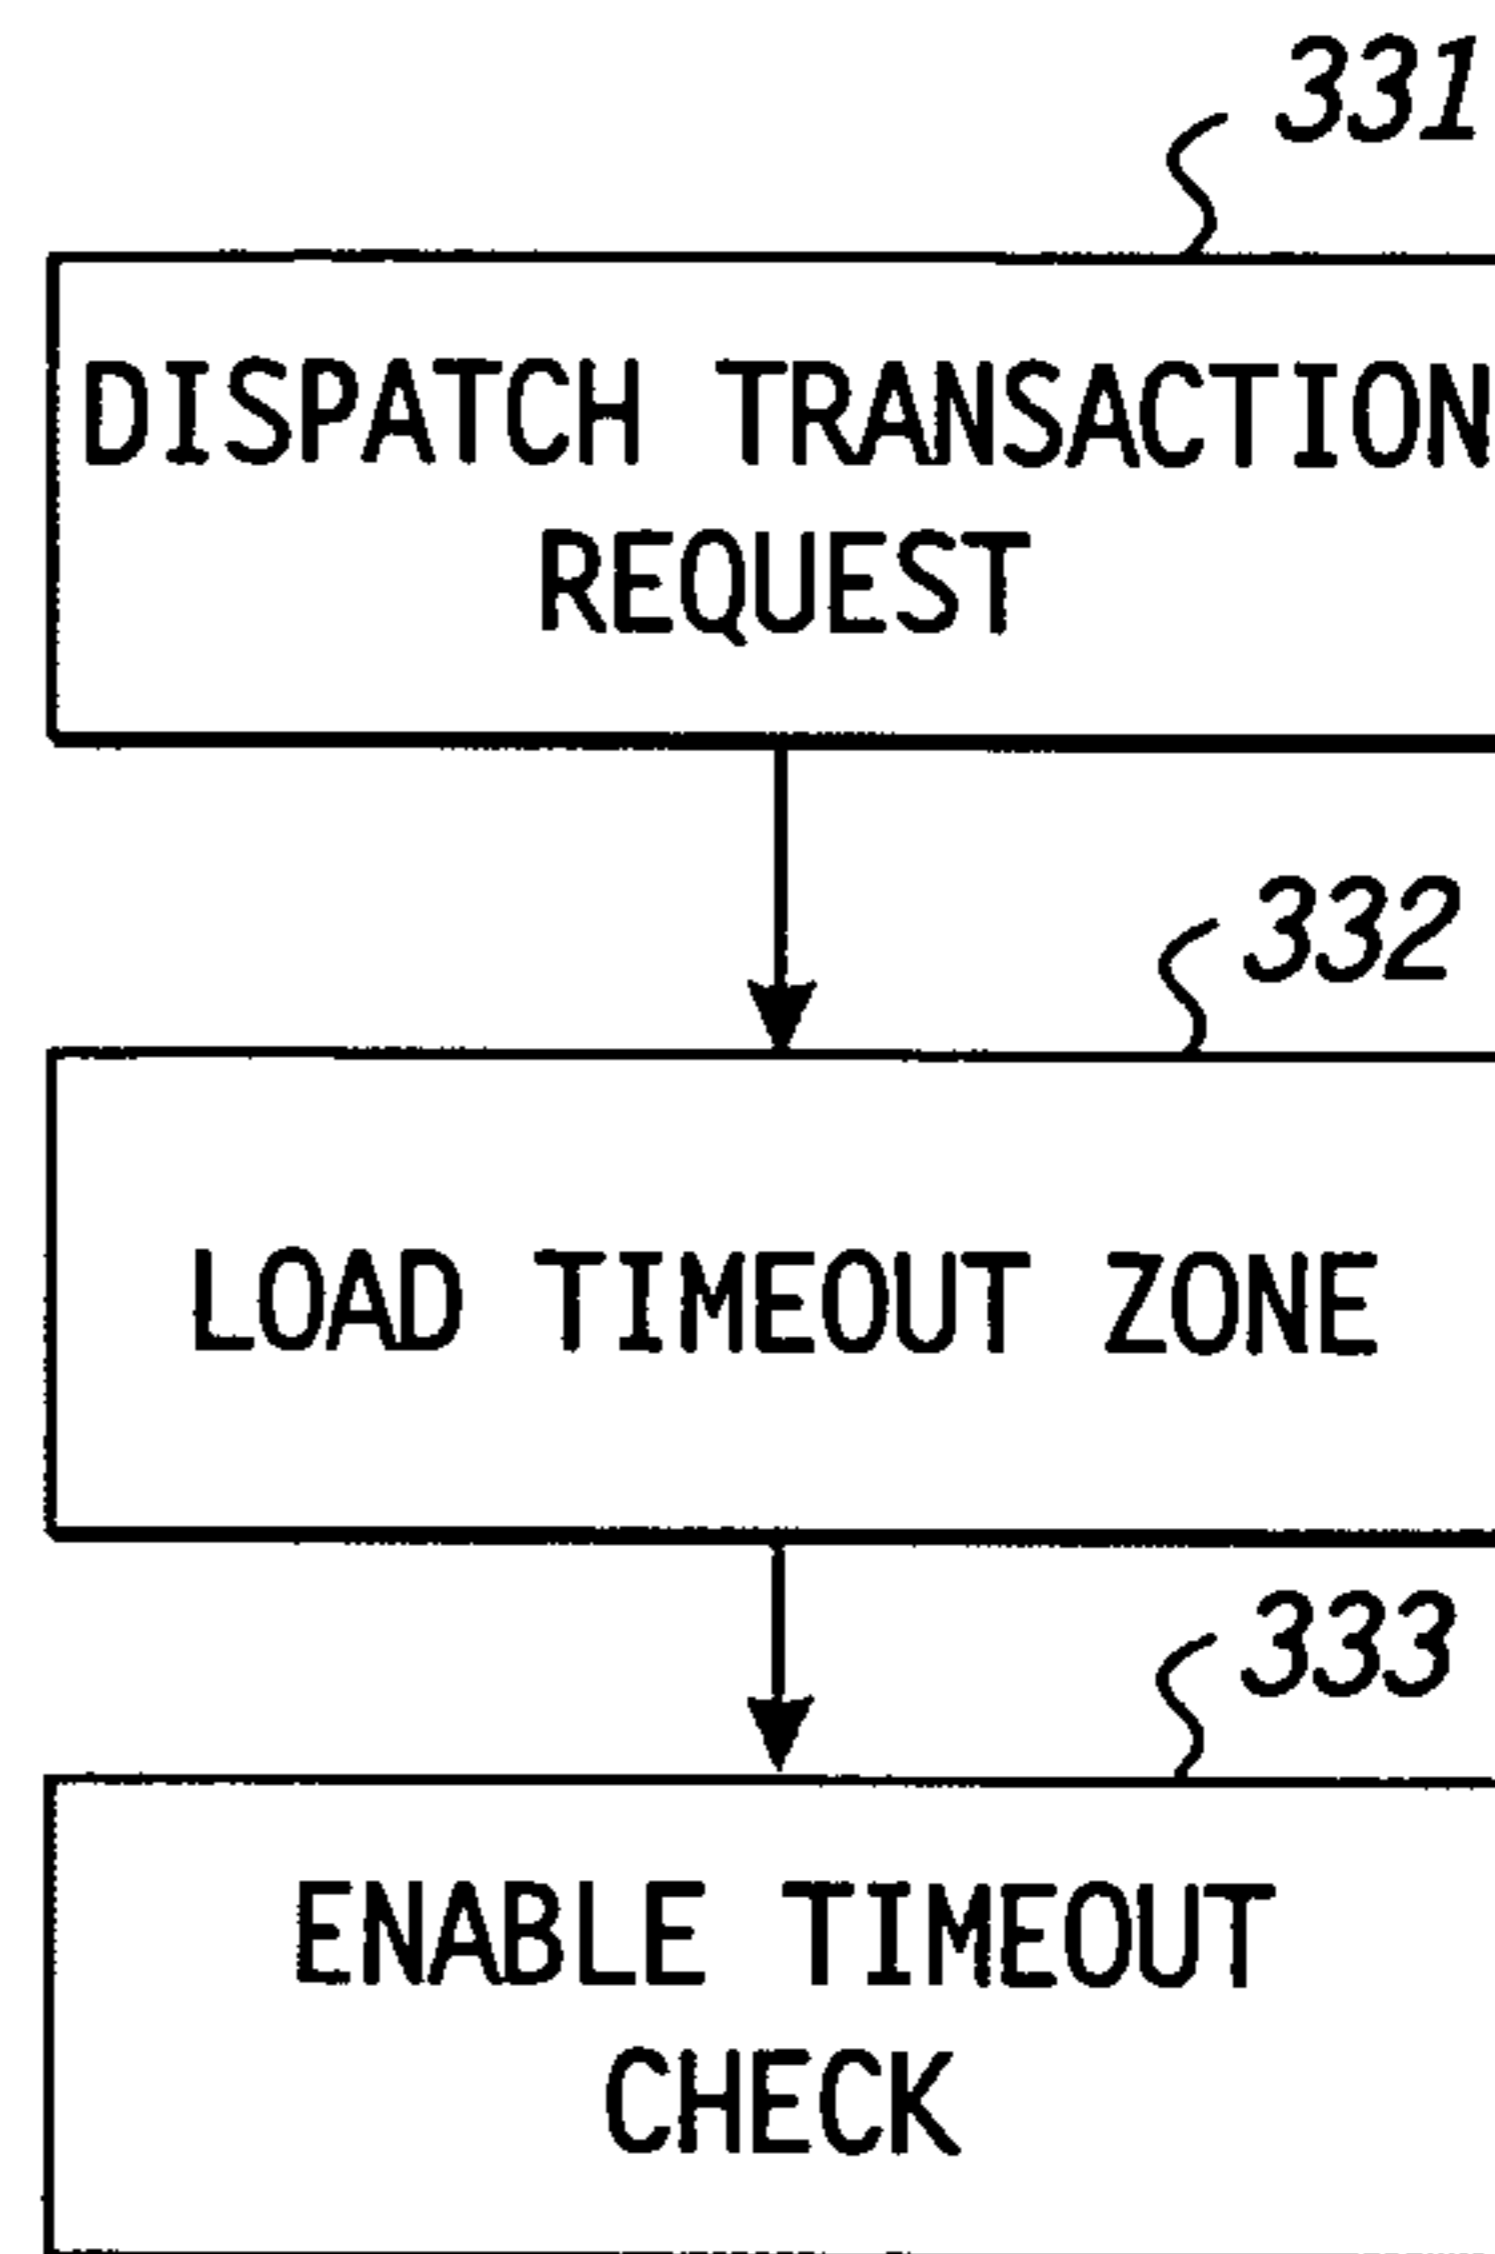 331
DISPATCH TRANSACTION
REQUEST
332
LOAD TIMEOUT ZONE
333
ENABLE TIMEOUT
CHECK